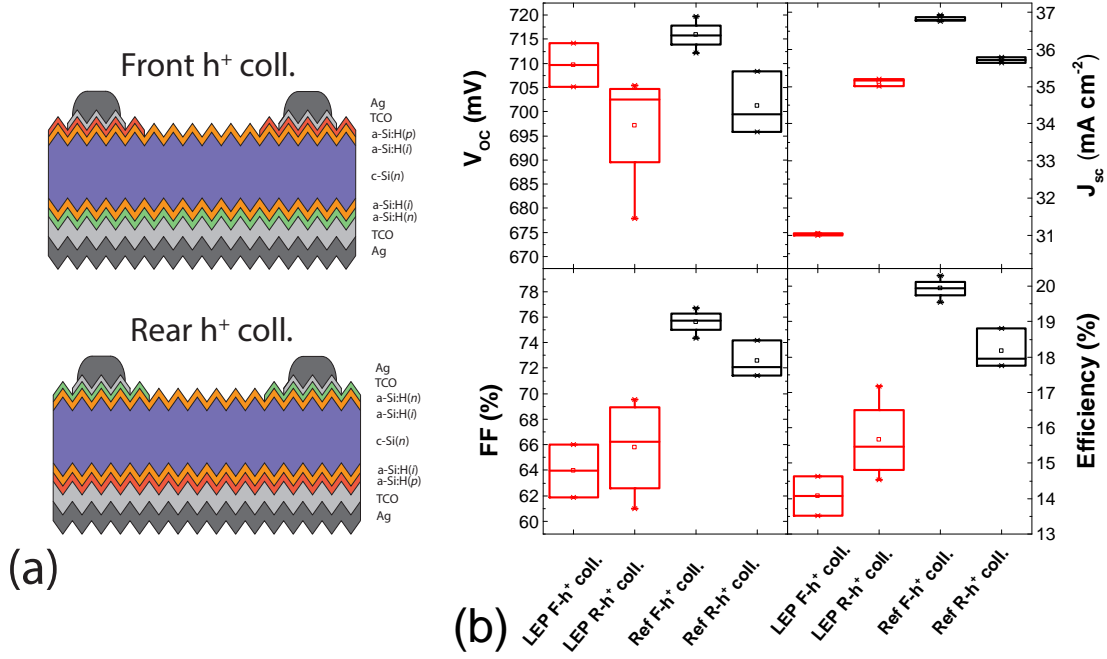 Front h⁺ coll.
Ag
TCO
a-Si:H(p)
a-Si:H(i)
c-Si(n)
a-Si:H(i)
a-Si:H(n)
TCO
Ag
Rear h⁺ coll.
Ag
TCO
a-Si:H(n)
a-Si:H(i)
c-Si(n)
a-Si:H(i)
a-Si:H(p)
TCO
Ag
(a)
V_OC (mV)
720
715
710
705
700
695
690
685
680
675
670
J_sc (mA cm⁻²)
37
36
35
34
33
32
31
FF (%)
78
76
74
72
70
68
66
64
62
60
Efficiency (%)
20
19
18
17
16
15
14
13
LEP F-h⁺ coll.
LEP R-h⁺ coll.
Ref F-h⁺ coll.
Ref R-h⁺ coll.
LEP F-h⁺ coll.
LEP R-h⁺ coll.
Ref F-h⁺ coll.
Ref R-h⁺ coll.
(b)